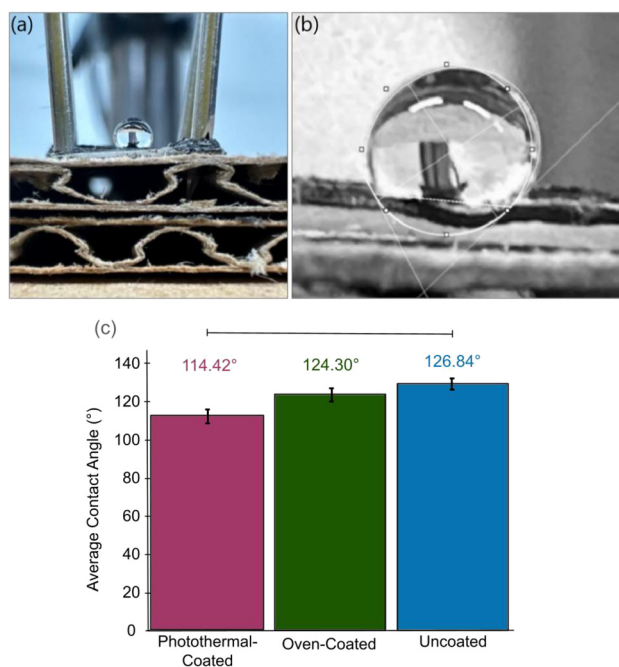 (a)
(b)
(c)
114.42°
124.30°
126.84°
Average Contact Angle (°)
140
120
100
80
60
40
20
0
Photothermal-
Coated
Oven-Coated
Uncoated